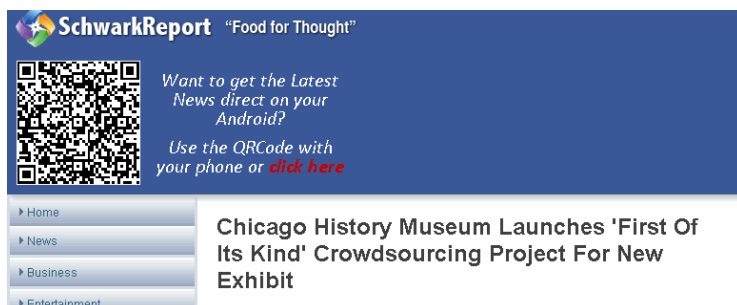 SchwarkReport "Food for Thought"
Want to get the Latest
News direct on your
Android?
Use the QRCode with
your phone or click here
Home
News
Business
Entertainment
Chicago History Museum Launches 'First Of
Its Kind' Crowdsourcing Project For New
Exhibit